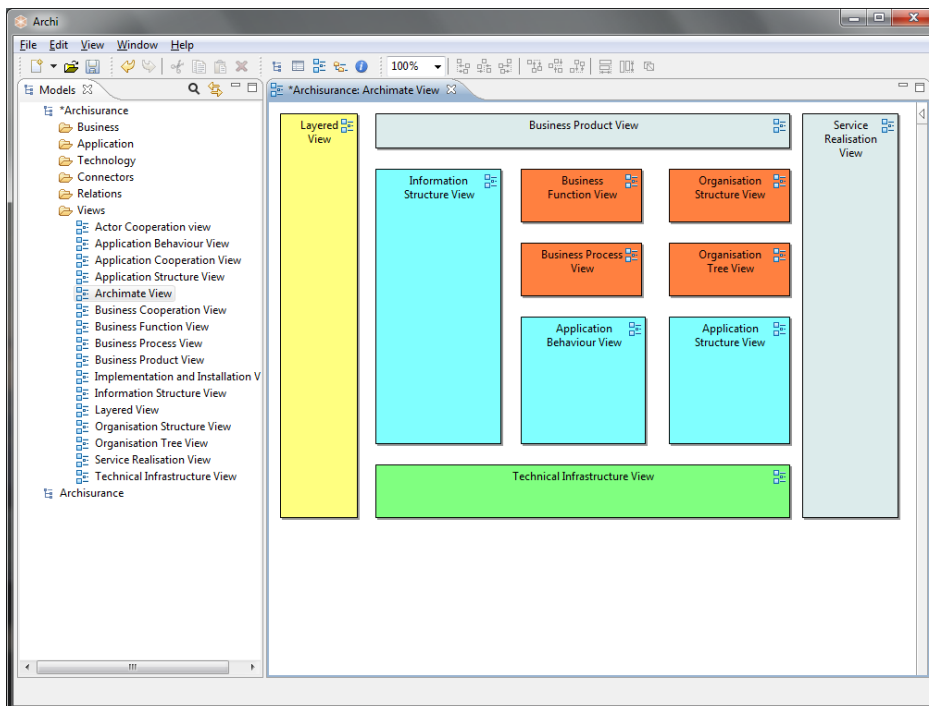 Archi
File Edit View Window Help
100%
Models
*Archisurance
Business
Application
Technology
Connectors
Relations
Views
Actor Cooperation view
Application Behaviour View
Application Cooperation View
Application Structure View
Archimate View
Business Cooperation View
Business Function View
Business Process View
Business Product View
Implementation and Installation V
Information Structure View
Layered View
Organisation Structure View
Organisation Tree View
Service Realisation View
Technical Infrastructure View
Archisurance
*Archisurance: Archimate View
Layered
View
Business Product View
Service
Realisation
View
Information
Structure View
Business
Function View
Organisation
Structure View
Business Process
View
Organisation
Tree View
Application
Behaviour View
Application
Structure View
Technical Infrastructure View